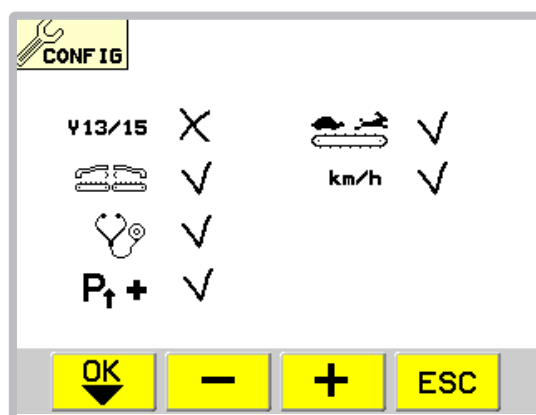 CONFIG
Y13/15
km/h
P↑ +
OK
− + ESC